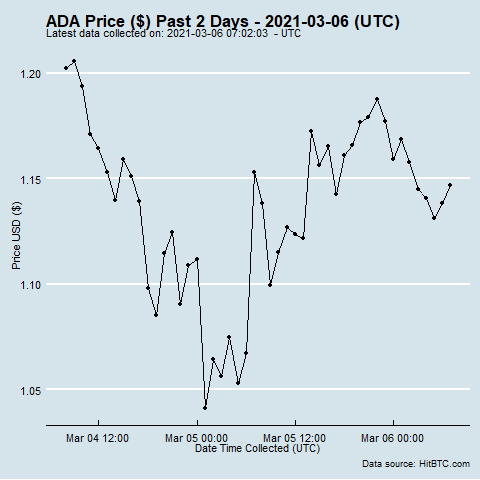 ADA Price ($) Past 2 Days - 2021-03-06 (UTC)
Latest data collected on: 2021-03-06 07:02:03 - UTC
1.20
1.15
1.10
1.05
Price USD ($)
Mar 04 12:00
Mar 05 00:00
Mar 05 12:00
Mar 06 00:00
Date Time Collected (UTC)
Data source: HitBTC.com